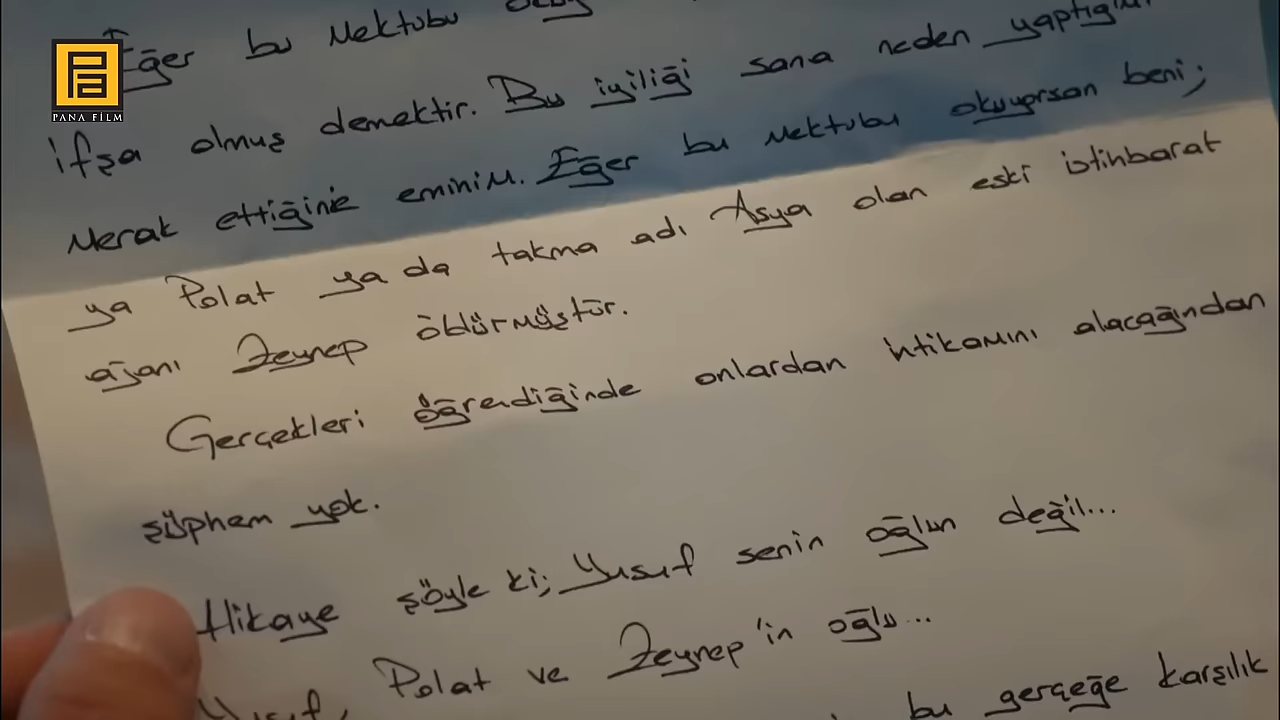 PANA FİLM
Eğer bu Mektubu
ifşa olmuş demektir. Bu iyiliği sana neden
Merak ettiğine eminim. Eğer bu Mektubu okuyorsan beni;
ya Polat ya da takma adı Asya olan eski istihbarat
ajanı Zeynep öldürmüştür.
Gerçekleri öğrendiğinde onlardan intikamını alacağından
şüphem yok.
Hikaye şöyle ki; Yusuf senin oğlun değil...
Yusuf, Polat ve Zeynep'in oğlu...
bu gerçeğe karşılık